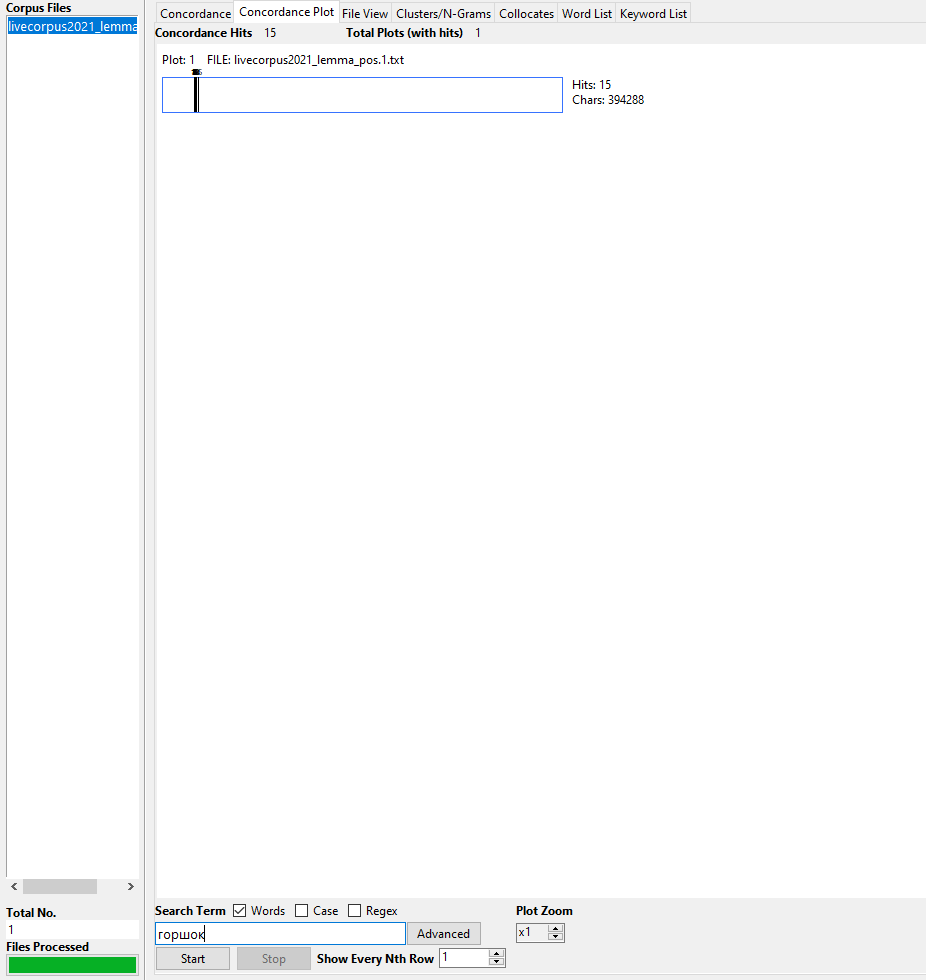 Corpus Files
livecorpus2021_lemma
Total No.
1
Files Processed
Concordance Concordance Plot File View Clusters/N-Grams Collocates Word List Keyword List
Concordance Hits 15 Total Plots (with hits) 1
Plot: 1 FILE: livecorpus2021_lemma_pos.1.txt
Hits: 15
Chars: 394288
Search Term Words Case Regex Plot Zoom
горшок Advanced x1
Start Stop Show Every Nth Row 1